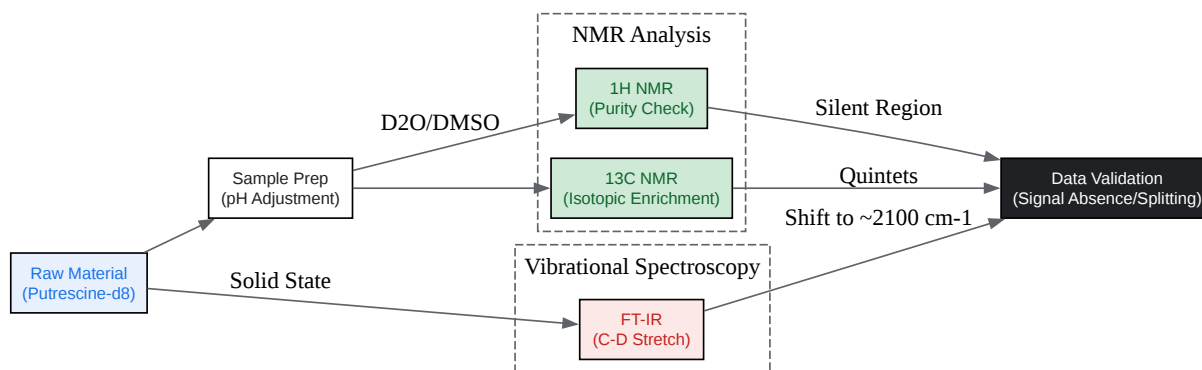 NMR Analysis
1H NMR
(Purity Check)
Silent Region
D2O/DMSO
Sample Prep
(pH Adjustment)
13C NMR
(Isotopic Enrichment)
Quintets
Data Validation
(Signal Absence/Splitting)
Shift to ~2100 cm-1
Raw Material
(Putrescine-d8)
Solid State
Vibrational Spectroscopy
FT-IR
(C-D Stretch)